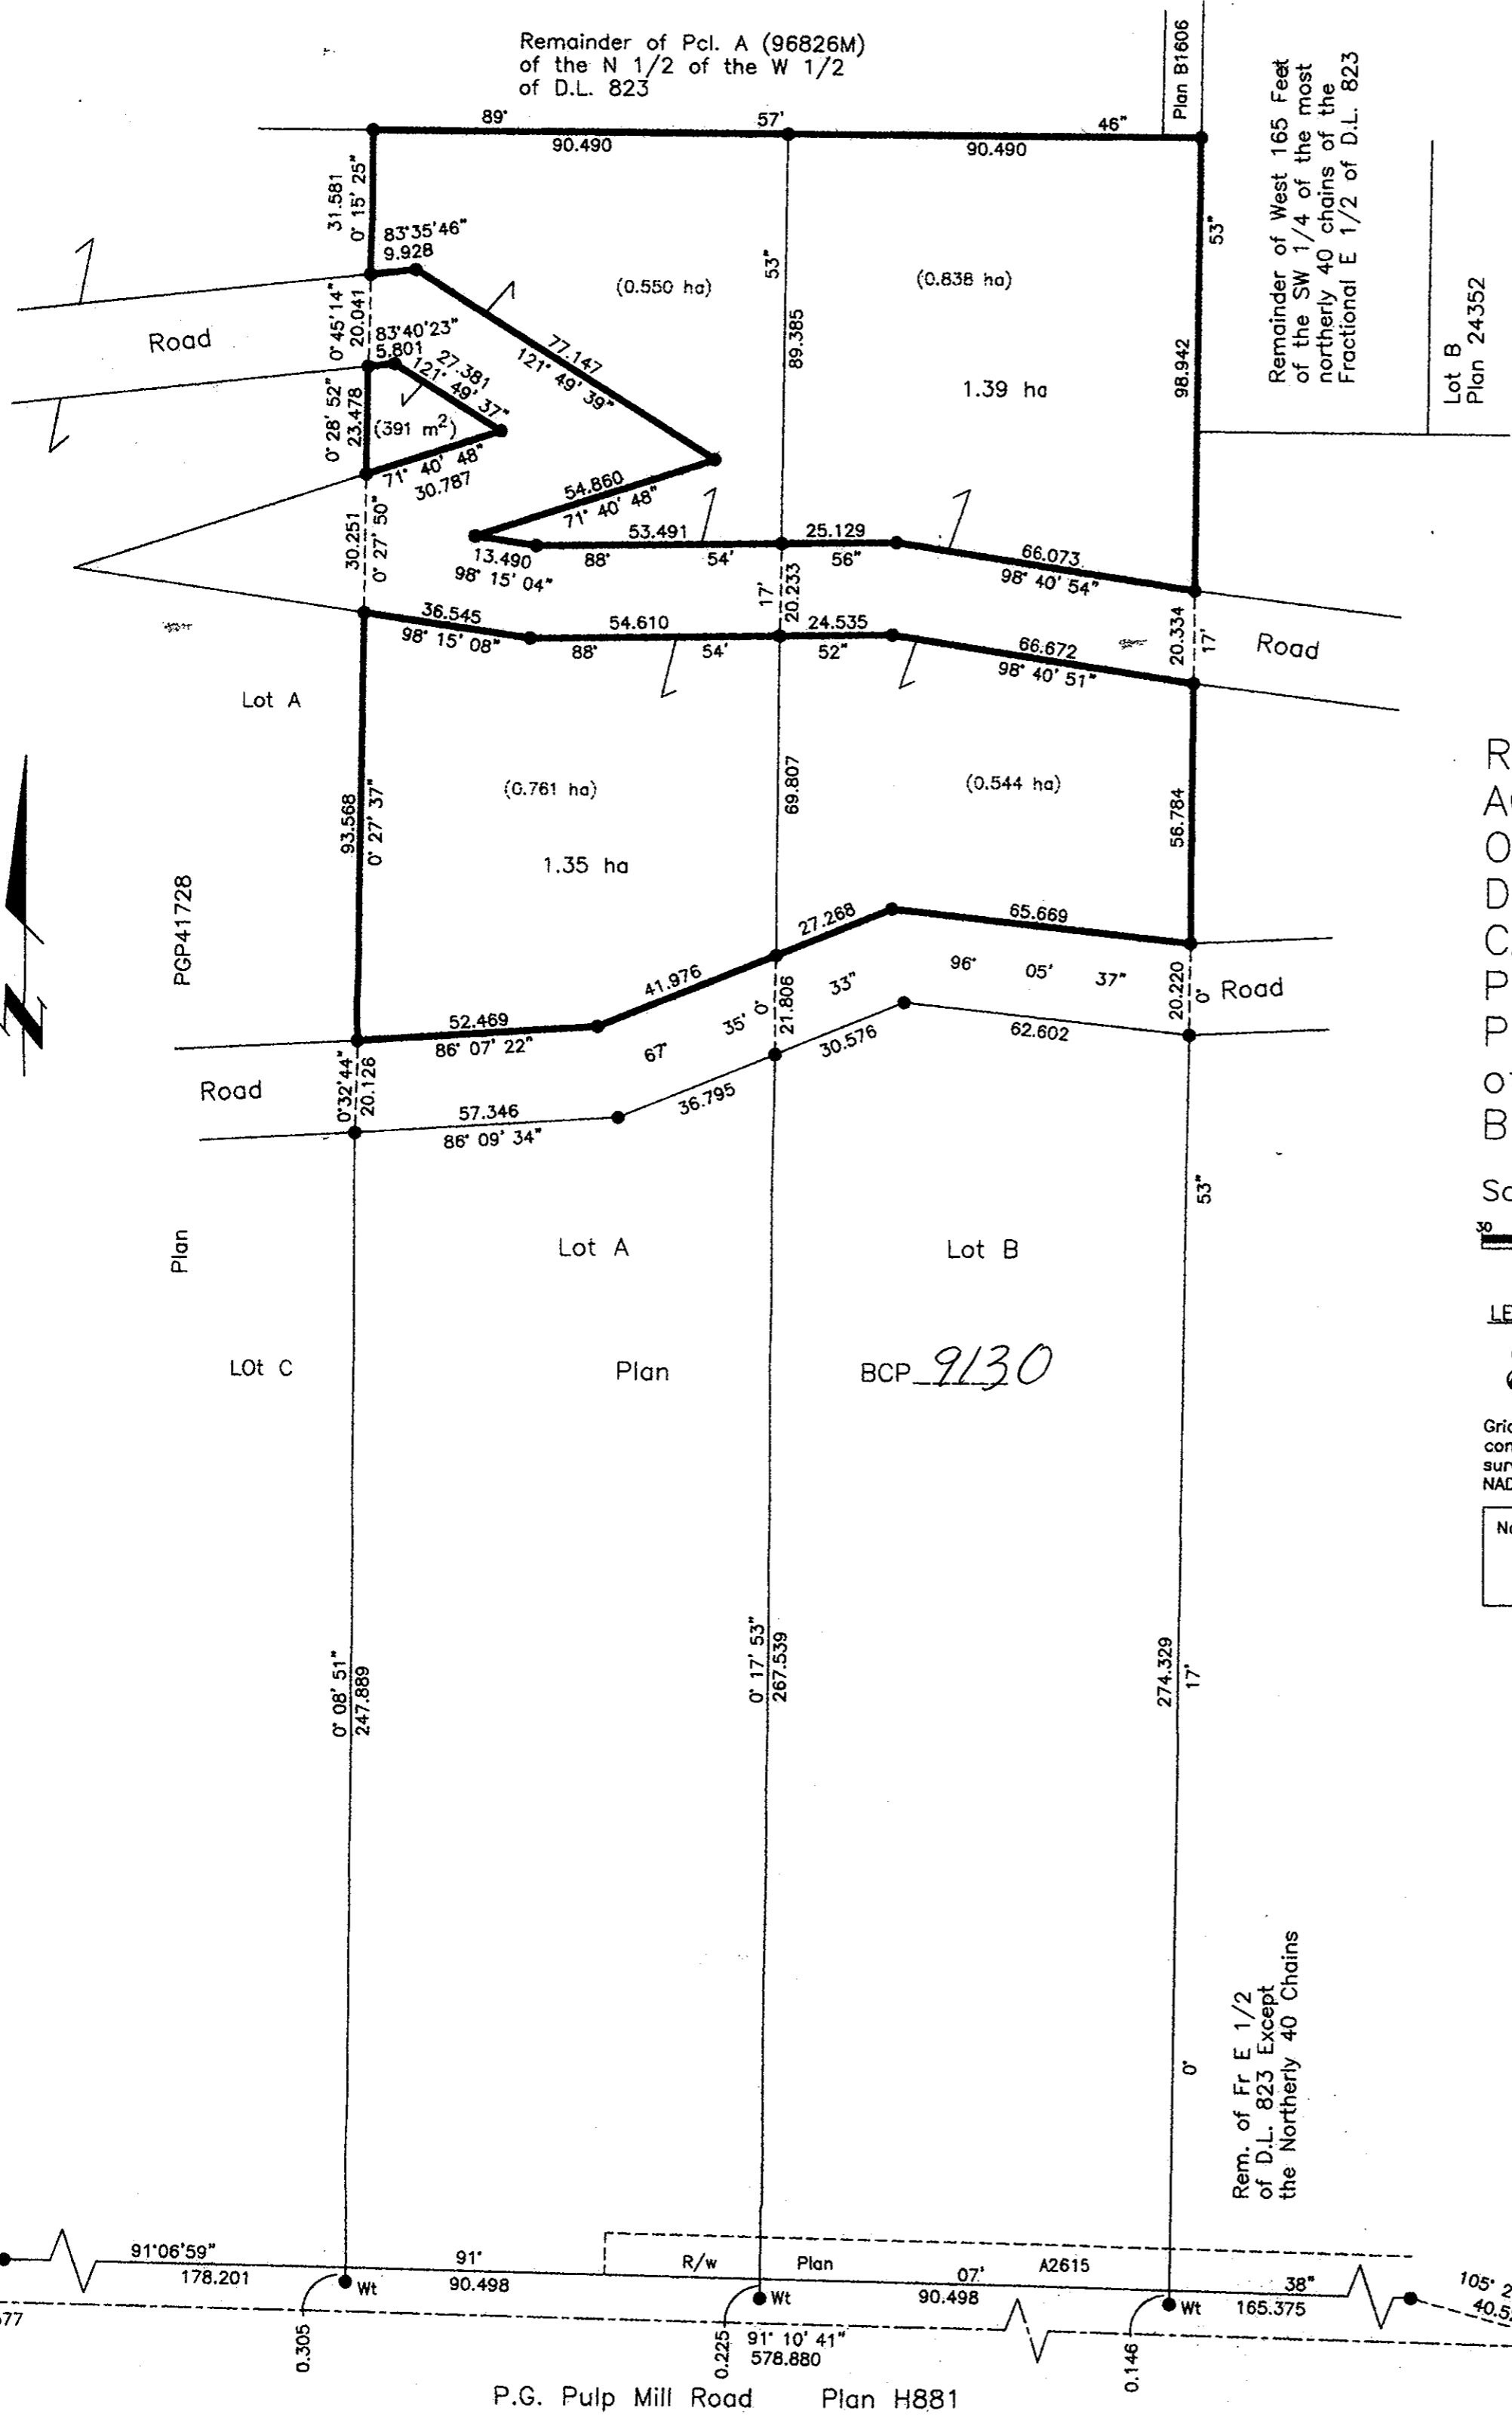 Remainder of Pcl. A (96826M)
of the N 1/2 of the W 1/2
of D.L. 823
Plan B1606
Remainder of West 165 Feet
of the SW 1/4 of the most
northerly 40 chains of the
Fractional E 1/2 of D.L. 823
Lot B
Plan 24352
89° 57' 46"
90.490
90.490
31.581
0° 15' 25"
83°35'46"
9.928
53"
53"
(0.550 ha)
(0.838 ha)
Road
0° 45'14"
20.041
83°40'23"
5.801
27.381
121° 49' 37"
77.147
121° 49' 39"
89.385
98.942
1.39 ha
0° 28' 52"
23.478
(391 m2)
71° 40' 48"
30.787
54.860
71° 40' 48"
30.251
0° 27' 50"
13.490
98° 15' 04"
53.491
88° 54' 56"
25.129
66.073
98° 40' 54"
17'
20.233
20.334
17'
Road
36.545
98° 15' 08"
54.610
88° 54' 52"
24.535
66.672
98° 40' 51"
Lot A
(0.761 ha)
(0.544 ha)
69.807
56.784
93.568
0° 27' 37"
1.35 ha
PGP41728
N
27.268
65.669
41.976
96° 05' 37"
52.469
86° 07' 22"
67° 35' 33"
0°
21.806
20.220
0°
Road
30.576
62.602
Road
0°32'44"
20.126
57.346
86° 09' 34"
36.795
53"
Plan
Lot A
Lot B
LOt C
Plan
BCP 9130
30
0° 08' 51"
247.889
0° 17' 53"
267.539
274.329
17'
0°
Rem. of Fr E 1/2
of D.L. 823 Except
the Northerly 40 Chains
91°06'59"
178.201
91° 07' 38"
90.498
R/w Plan A2615
90.498
165.375
Wt
Wt
Wt
0.305
0.225
0.146
91° 10' 41"
578.880
P.G. Pulp Mill Road Plan H881